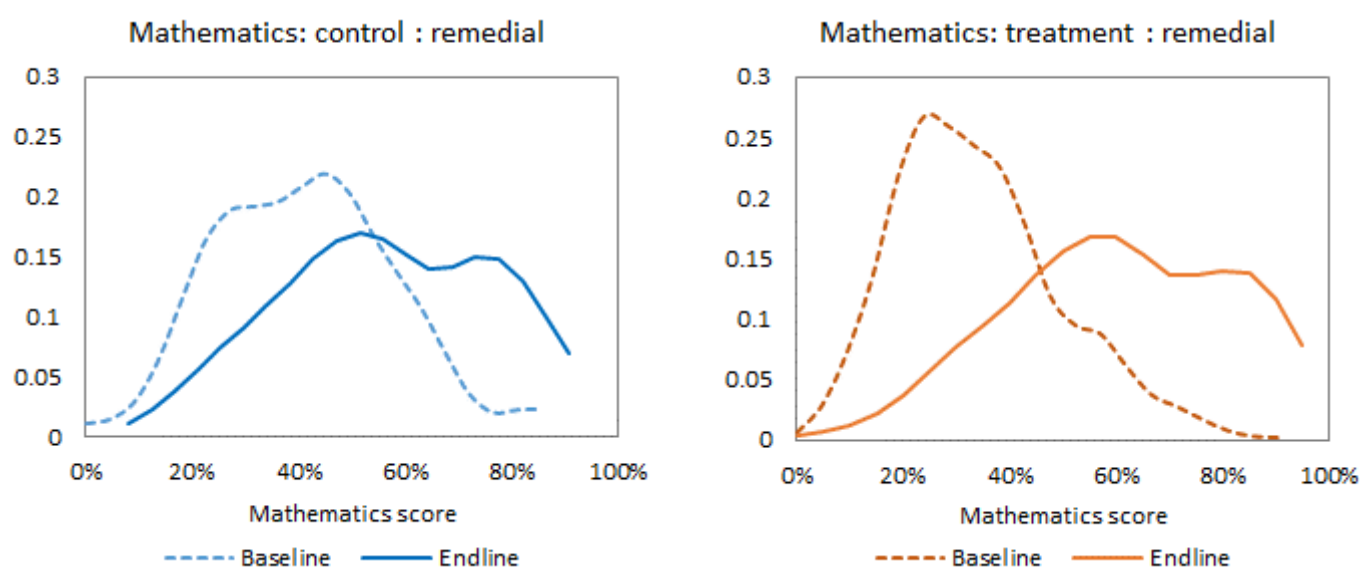 Mathematics: control : remedial
0.3
0.25
0.2
0.15
0.1
0.05
0
0% 20% 40% 60% 80% 100%
Mathematics score
Baseline Endline
Mathematics: treatment : remedial
0.3
0.25
0.2
0.15
0.1
0.05
0
0% 20% 40% 60% 80% 100%
Mathematics score
Baseline Endline